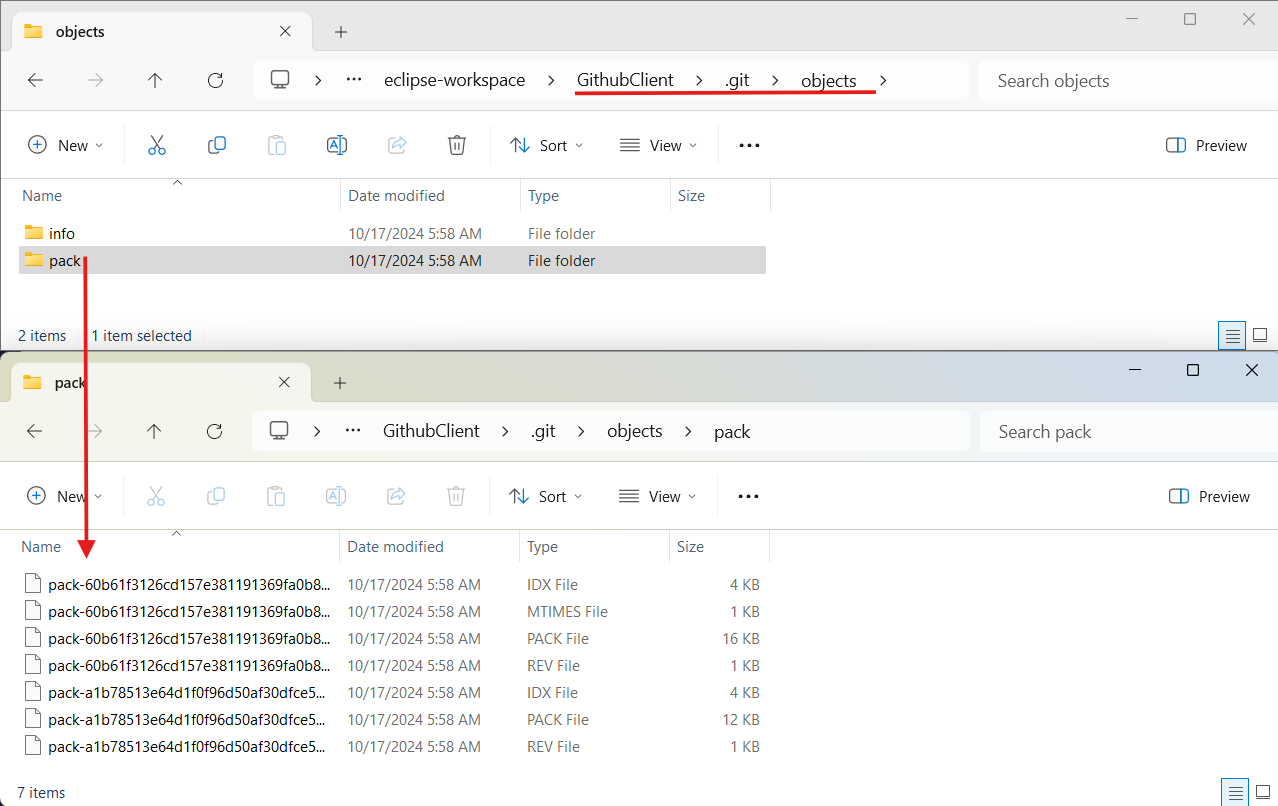 objects
eclipse-workspace GithubClient .git objects Search objects
New Sort View Preview
Name Date modified Type Size
info 10/17/2024 5:58 AM File folder
pack 10/17/2024 5:58 AM File folder
2 items 1 item selected
pack
GithubClient .git objects pack Search pack
New Sort View Preview
Name Date modified Type Size
pack-60b61f3126cd157e381191369fa0b8... 10/17/2024 5:58 AM IDX File 4 KB
pack-60b61f3126cd157e381191369fa0b8... 10/17/2024 5:58 AM MTIMES File 1 KB
pack-60b61f3126cd157e381191369fa0b8... 10/17/2024 5:58 AM PACK File 16 KB
pack-60b61f3126cd157e381191369fa0b8... 10/17/2024 5:58 AM REV File 1 KB
pack-a1b78513e64d1f0f96d50af30dfce5... 10/17/2024 5:58 AM IDX File 4 KB
pack-a1b78513e64d1f0f96d50af30dfce5... 10/17/2024 5:58 AM PACK File 12 KB
pack-a1b78513e64d1f0f96d50af30dfce5... 10/17/2024 5:58 AM REV File 1 KB
7 items